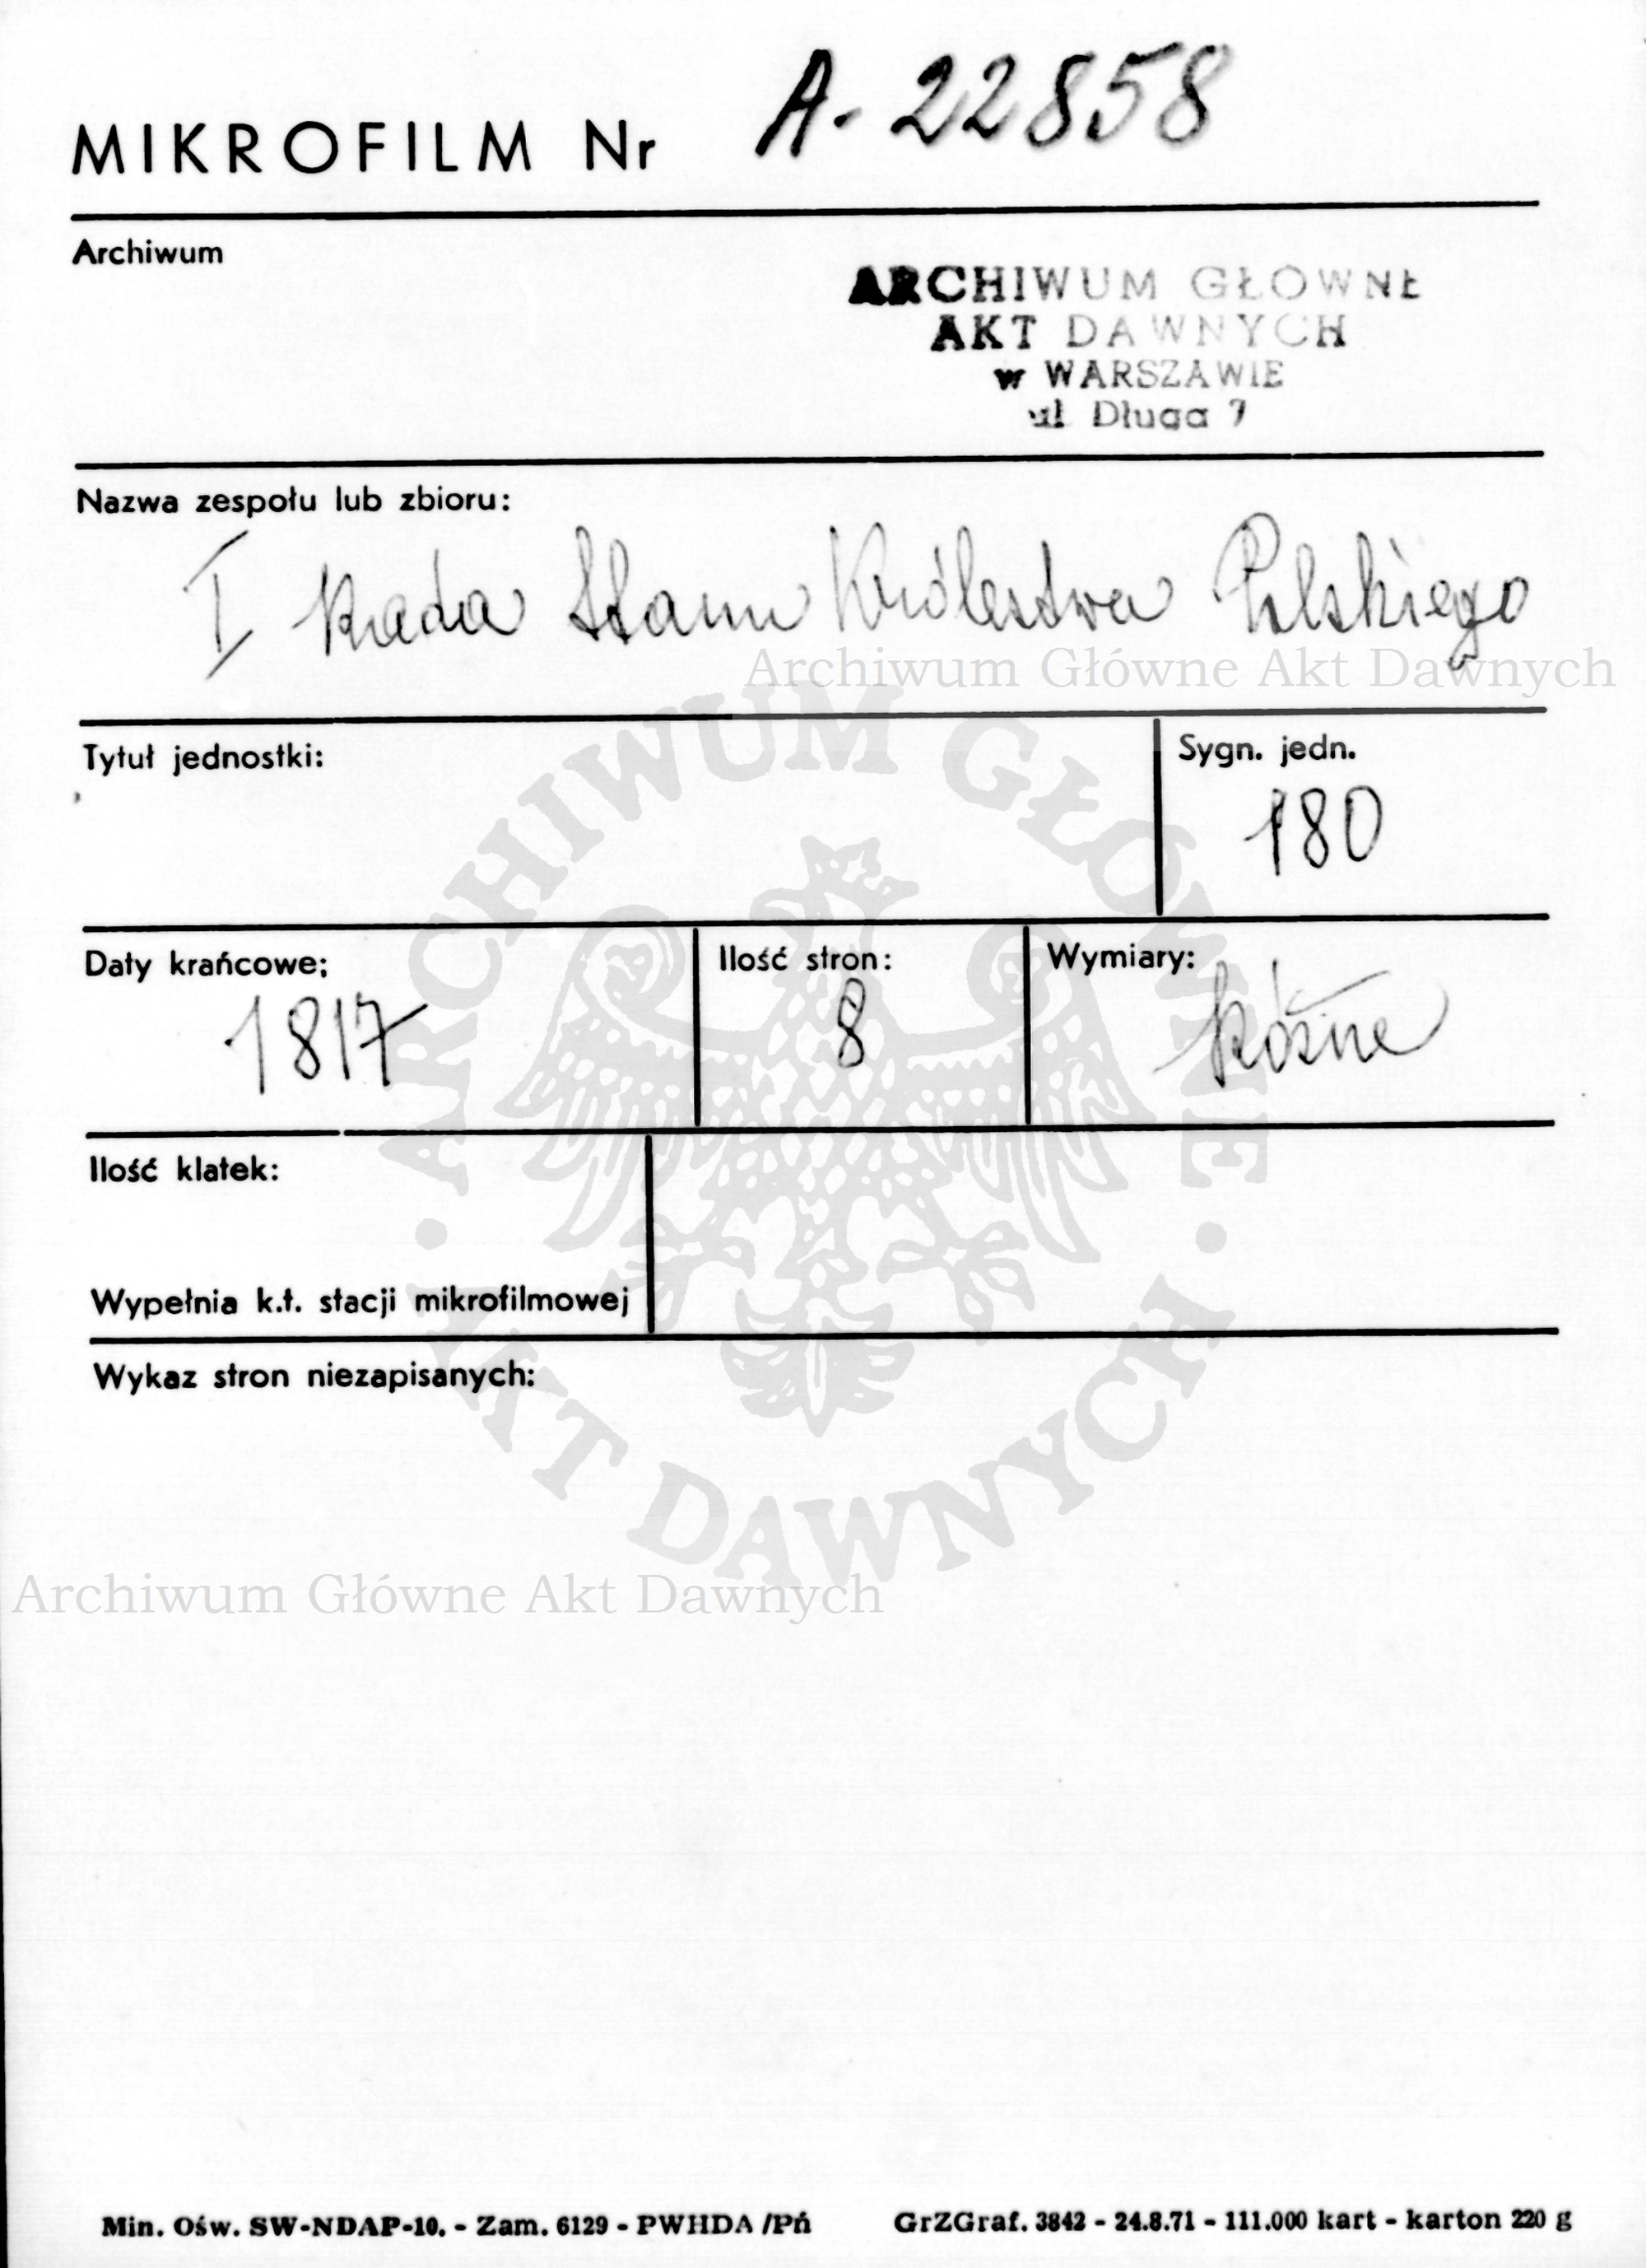 MIKROFILM Nr A-22858
Archiwum
ARCHIWUM GŁÓWNE
AKT DAWNYCH
w WARSZAWIE
ul Długa 7
Nazwa zespołu lub zbioru:
I Rada Stanu Królestwa Polskiego
Archiwum Główne Akt Dawnych
Tytuł jednostki:
Sygn. jedn.
180
Daty krańcowe;
1817
Ilość stron:
8
Wymiary:
Różne
Ilość klatek:
Wypełnia k.t. stacji mikrofilmowej
Wykaz stron niezapisanych:
ARCHIWUM GŁÓWNE
· AKT DAWNYCH ·
Archiwum Główne Akt Dawnych
Min. Ośw. SW-NDAP-10. - Zam. 6129 - PWHDA /Pń GrZGraf. 3842 - 24.8.71 - 111.000 kart - karton 220 g